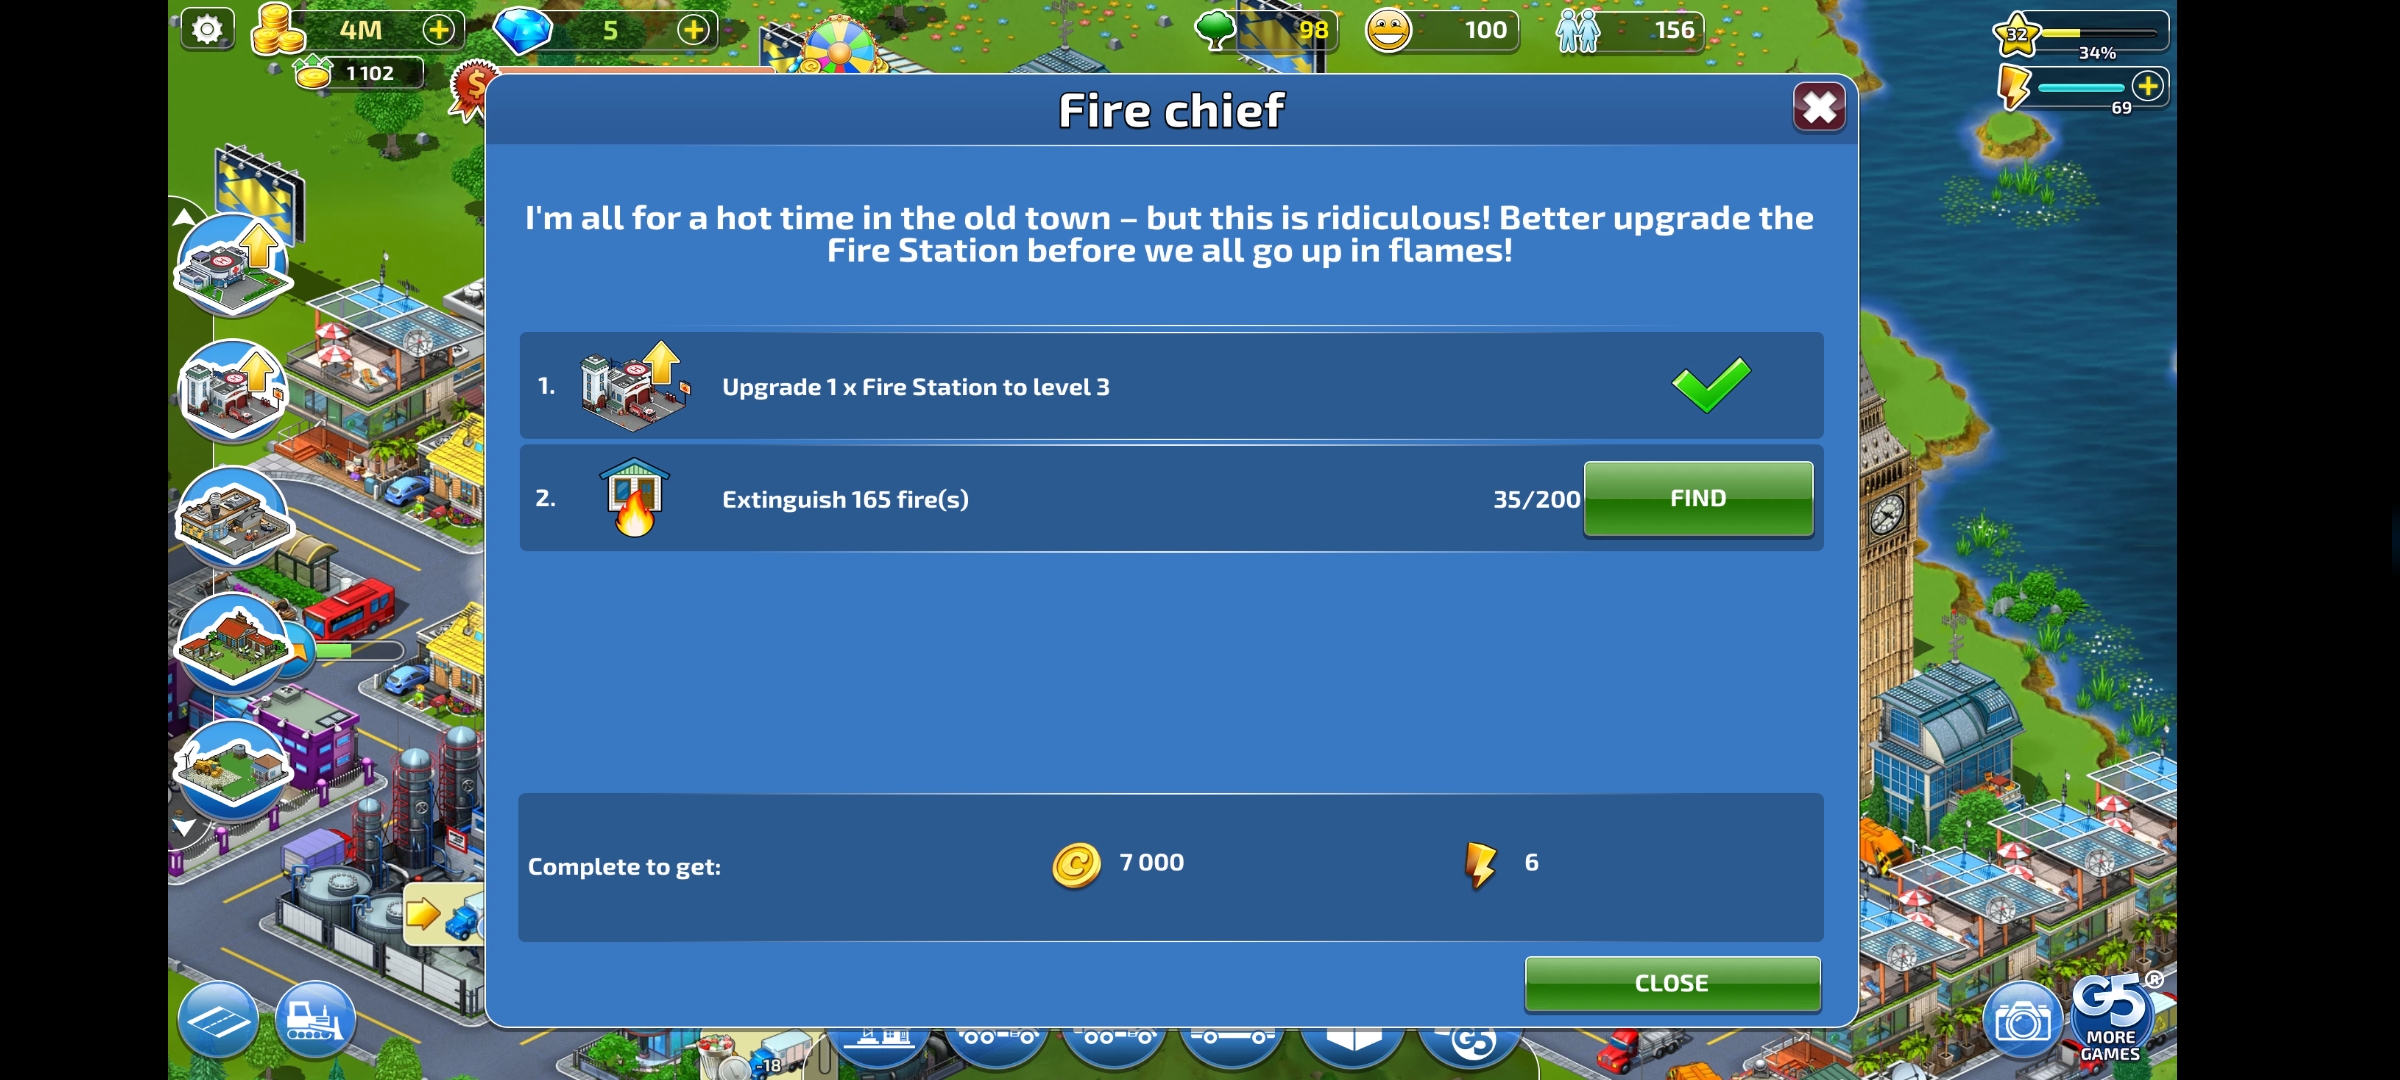 4M
5
98
100
156
32
34%
1 102
69
Fire chief
I'm all for a hot time in the old town – but this is ridiculous! Better upgrade the
Fire Station before we all go up in flames!
1. Upgrade 1 x Fire Station to level 3
2. Extinguish 165 fire(s) 35/200 FIND
Complete to get: 7 000 6
CLOSE
-18
G5
G5®
MORE
GAMES